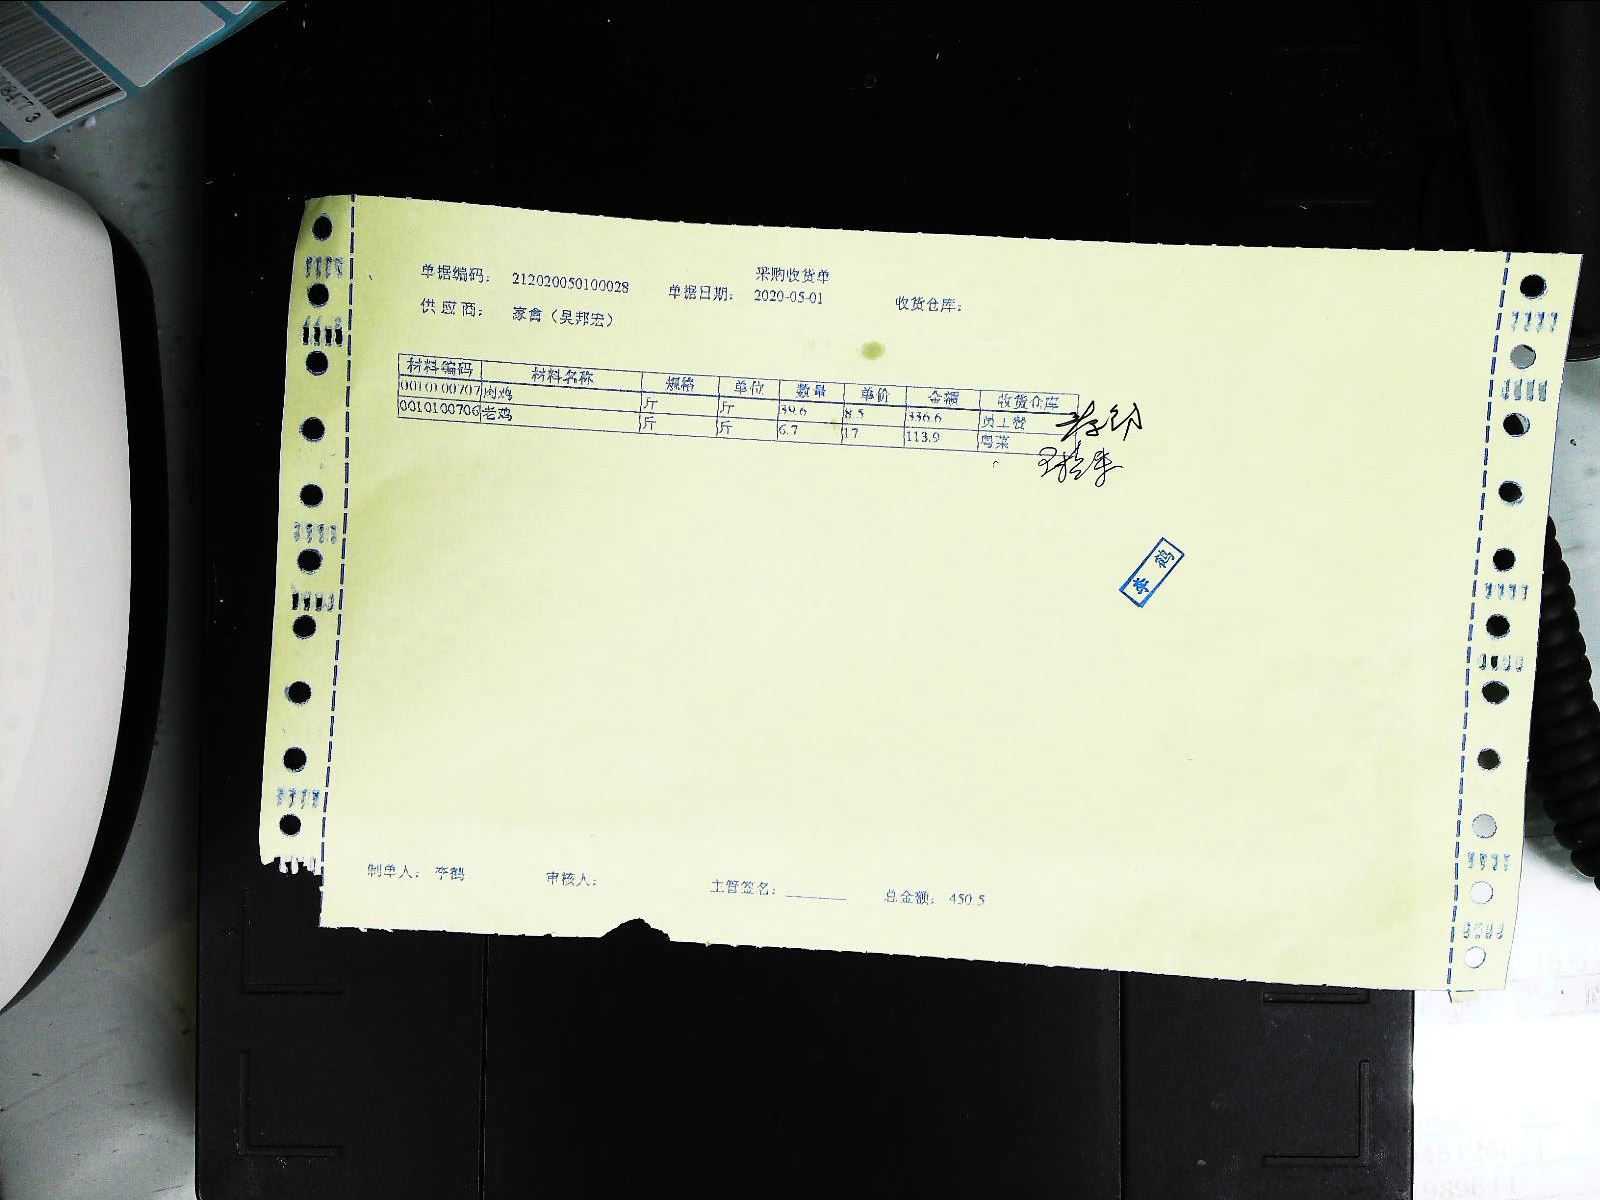 采购收货单
单据编码： 212020050100028 单据日期： 2020-05-01 收货仓库：
供应商： 家禽（吴邦宏）
材料编码 材料名称 规格 单位 数量 单价 金额 收货仓库
0010100707 肉鸡 斤 斤 39.6 8.5 336.6 员工餐
0010100706 老鸡 斤 斤 6.7 17 113.9 粤菜
李鹤
制单人： 李鹤 审核人： 主管签名： 总金额： 450.5